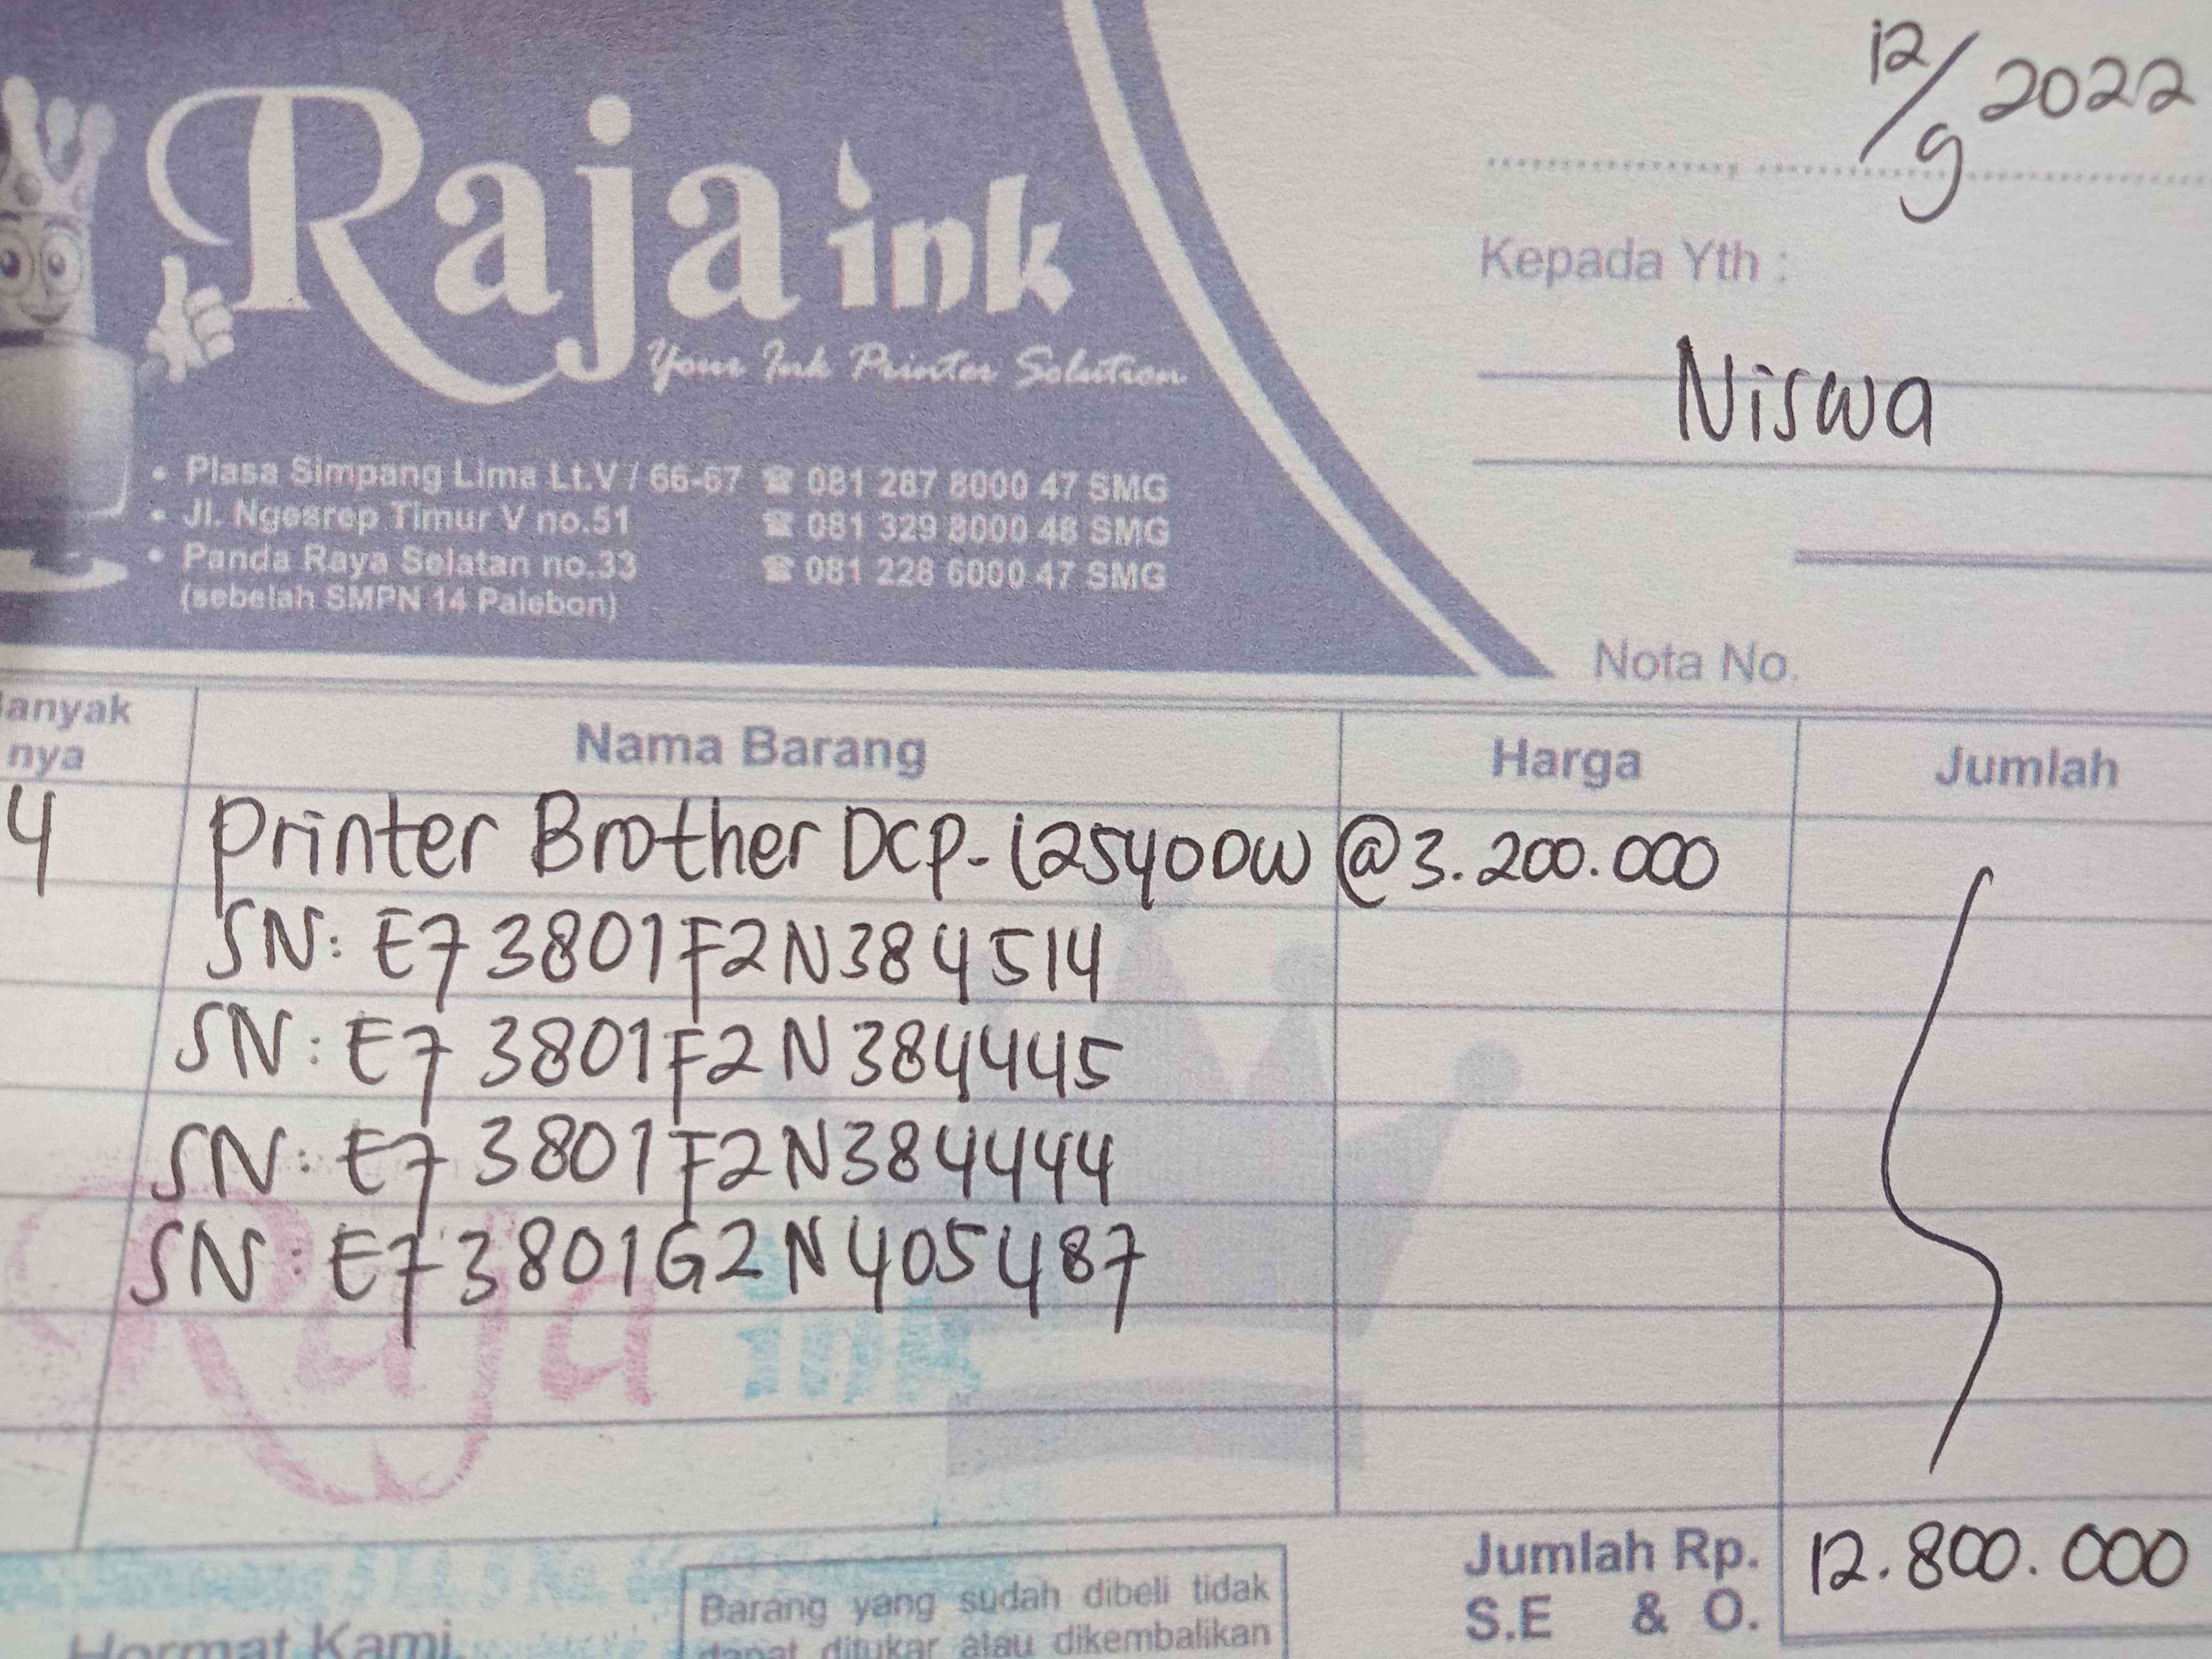 Raja ink
Your Ink Printer Solution
• Plasa Simpang Lima Lt.V / 66-67 ☎ 081 287 8000 47 SMG
• Jl. Ngesrep Timur V no.51 ☎ 081 329 8000 48 SMG
• Panda Raya Selatan no.33 ☎ 081 228 6000 47 SMG
(sebelah SMPN 14 Palebon)
12/9 2022
Kepada Yth :
Niswa
Nota No.
Banyak nya Nama Barang Harga Jumlah
4 Printer Brother DCP-L2540DW @3.200.000
SN: E73801F2N384514
SN: E73801F2N384445
SN: E73801F2N384444
SN: E73801G2N405487
Raja ink
Jumlah Rp. 12.800.000
S.E & O.
Hormat Kami
Barang yang sudah dibeli tidak
dapat ditukar atau dikembalikan